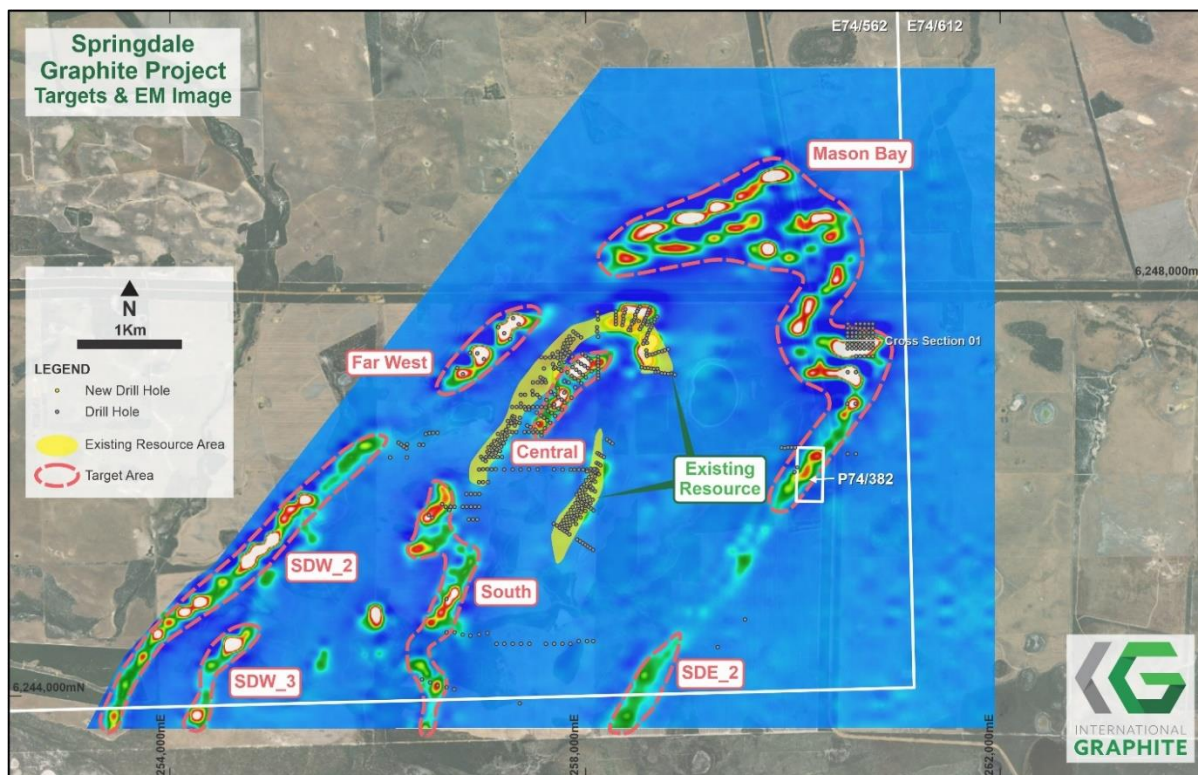 Springdale
Graphite Project
Targets & EM Image
E74/562
E74/612
Mason Bay
6,248,000m
N
1Km
LEGEND
New Drill Hole
Drill Hole
Existing Resource Area
Target Area
Far West
Cross Section 01
Central
Existing
Resource
P74/382
SDW_2
South
SDW_3
SDE_2
6,244,000mN
254,000mE
258,000mE
262,000mE
INTERNATIONAL
GRAPHITE